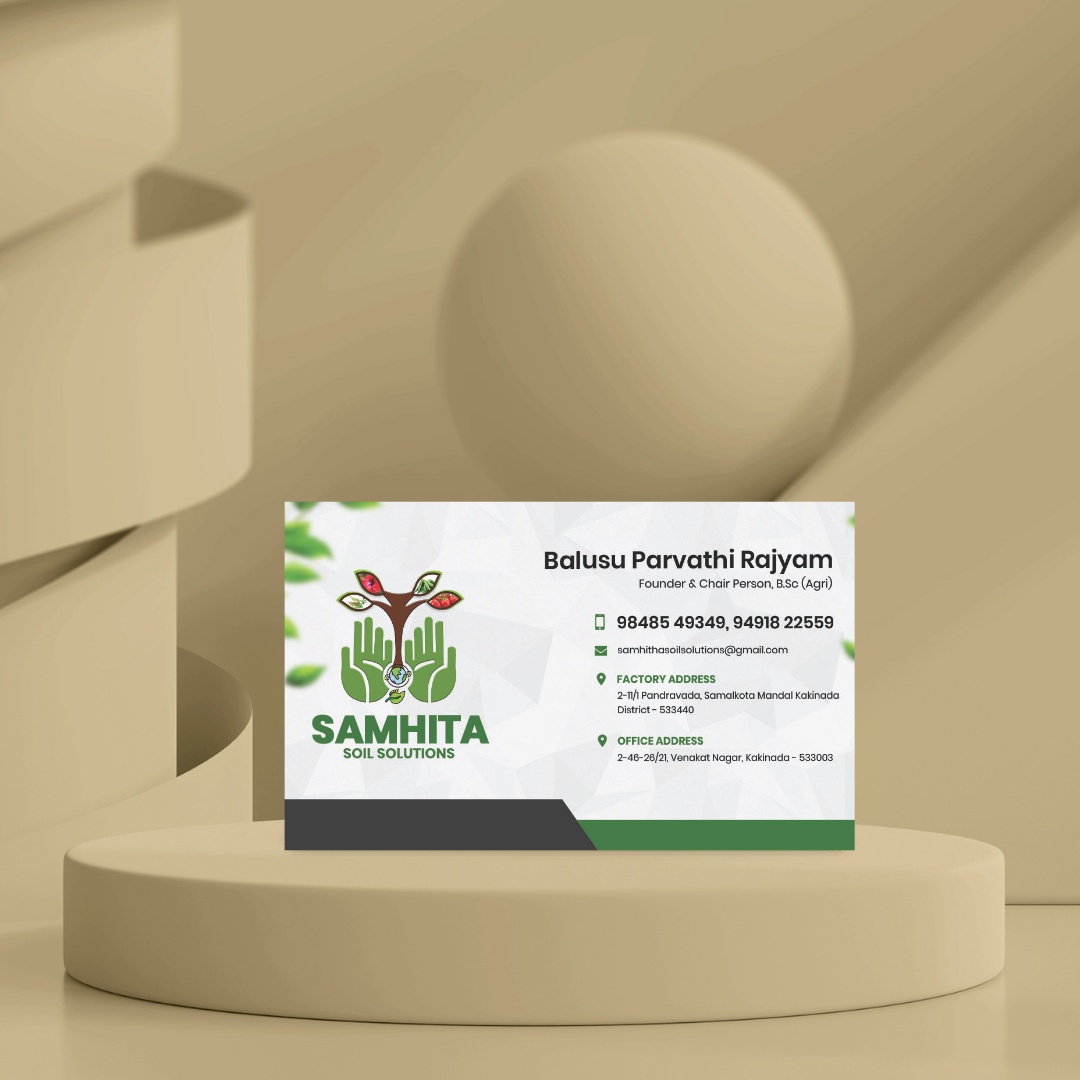 SAMHITA
SOIL SOLUTIONS
Balusu Parvathi Rajyam
Founder & Chair Person, B.Sc (Agri)
98485 49349, 94918 22559
samhithasoilsolutions@gmail.com
FACTORY ADDRESS
2-11/1 Pandravada, Samalkota Mandal Kakinada
District - 533440
OFFICE ADDRESS
2-46-26/21, Venakat Nagar, Kakinada - 533003